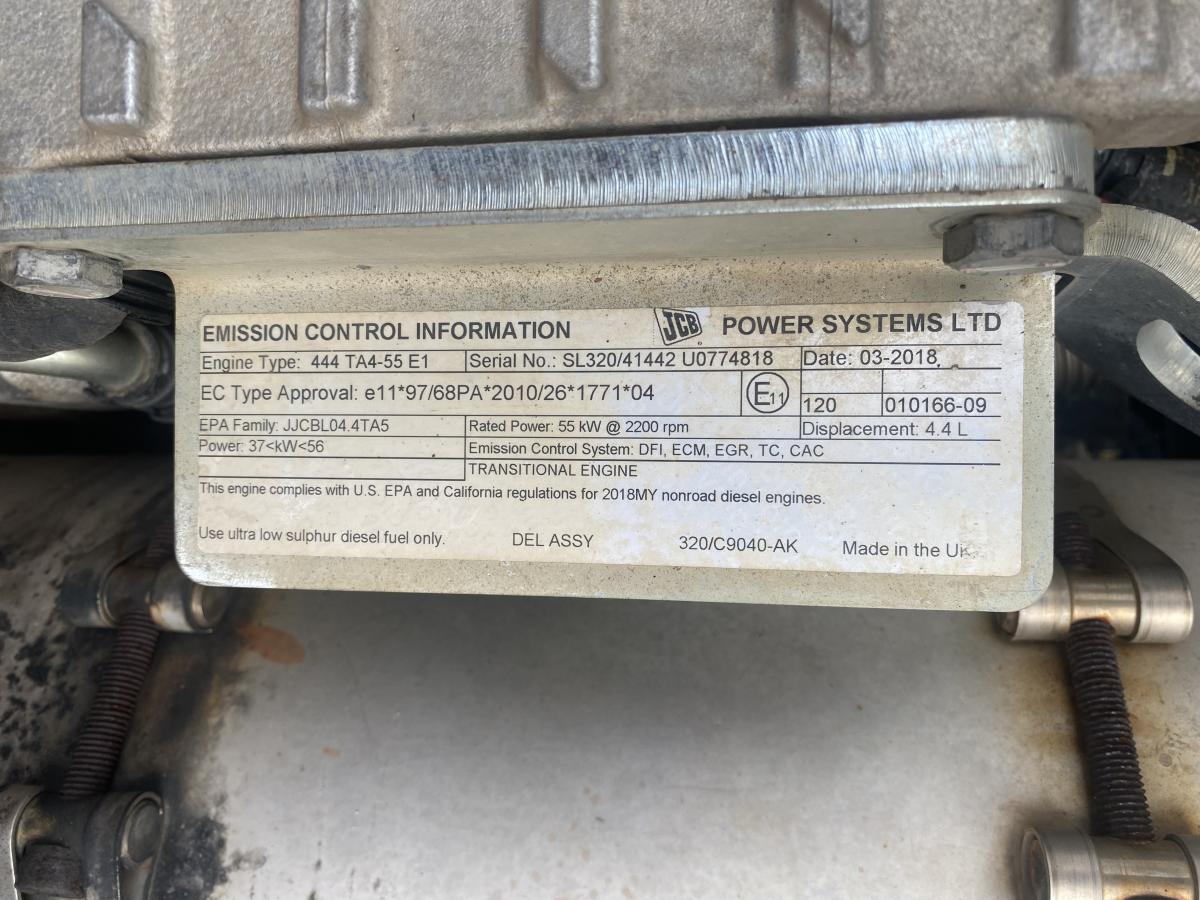 EMISSION CONTROL INFORMATION JCB POWER SYSTEMS LTD
Engine Type: 444 TA4-55 E1 Serial No.: SL320/41442 U0774818 Date: 03-2018
EC Type Approval: e11*97/68PA*2010/26*1771*04 E11
120 010166-09
EPA Family: JJCBL04.4TA5 Rated Power: 55 kW @ 2200 rpm Displacement: 4.4 L
Power: 37<kW<56 Emission Control System: DFI, ECM, EGR, TC, CAC
TRANSITIONAL ENGINE
This engine complies with U.S. EPA and California regulations for 2018MY nonroad diesel engines.
Use ultra low sulphur diesel fuel only. DEL ASSY 320/C9040-AK Made in the UK